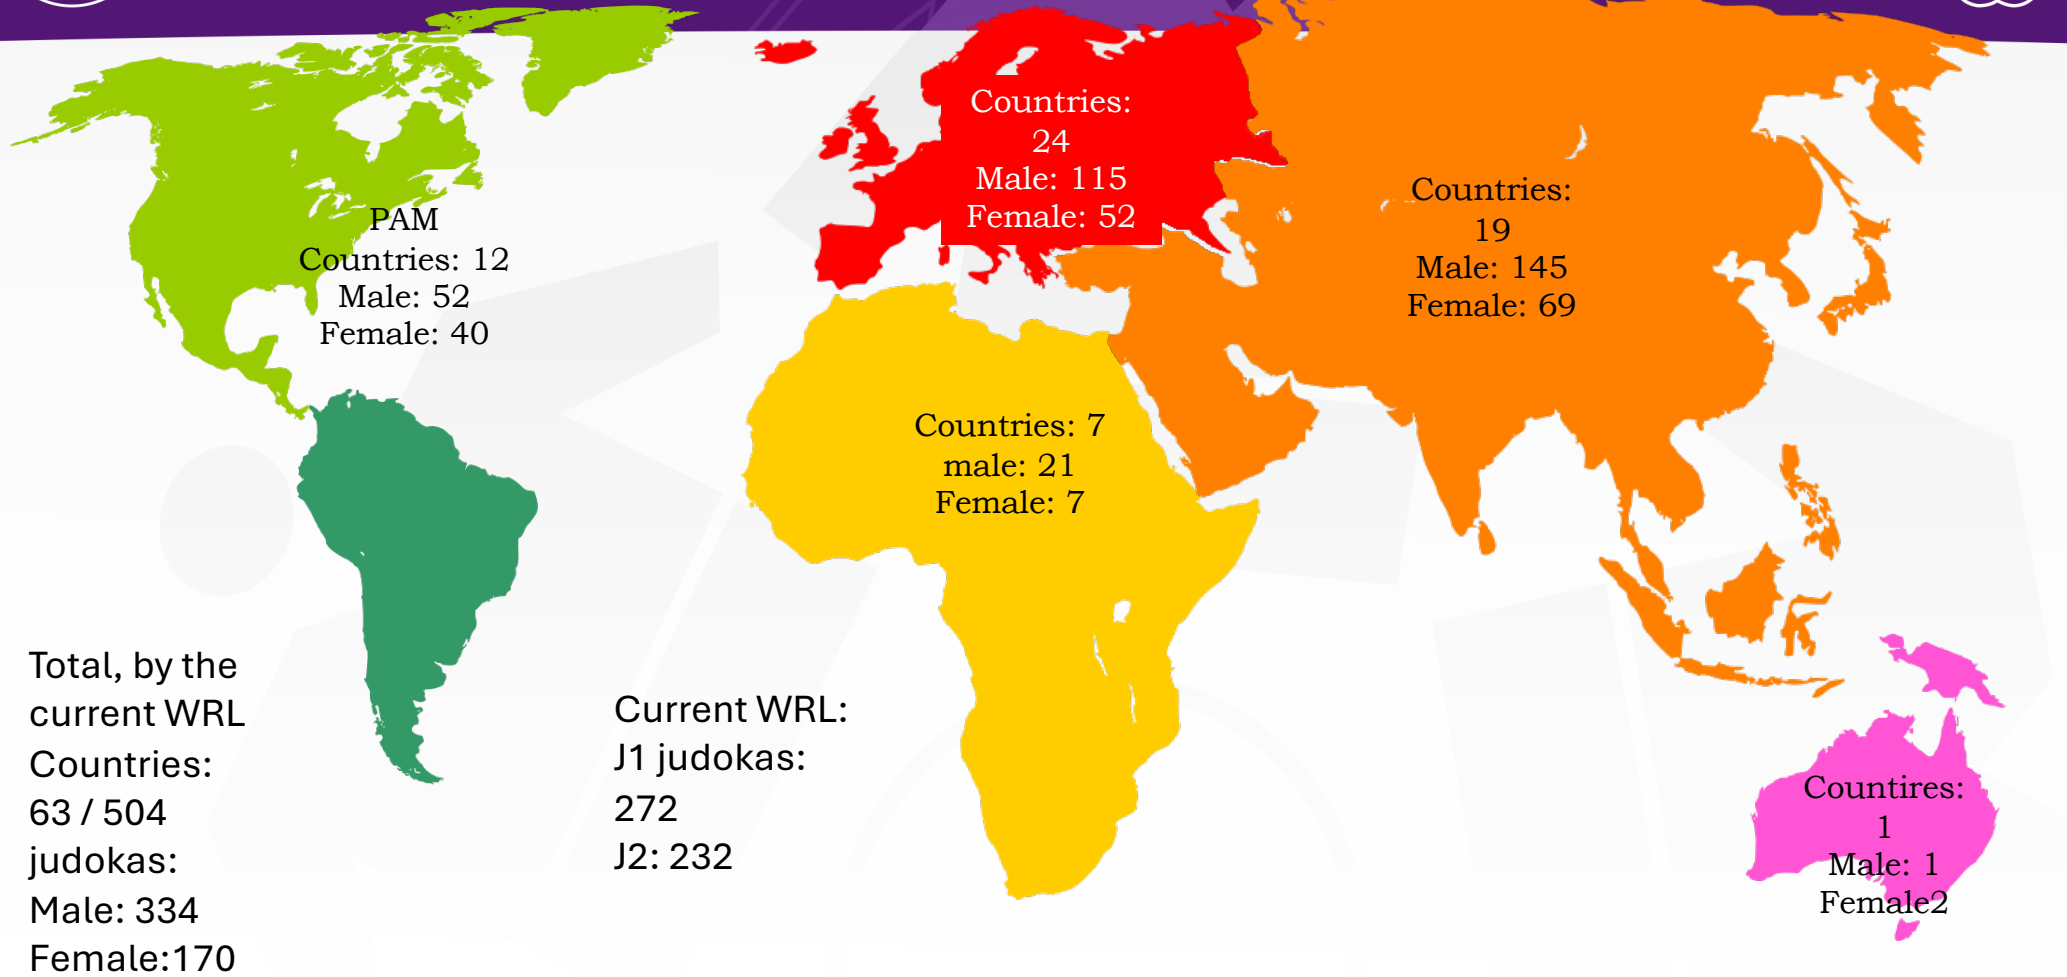 PAM
Countries: 12
Male: 52
Female: 40
Countries:
24
Male: 115
Female: 52
Countries:
19
Male: 145
Female: 69
Countries: 7
male: 21
Female: 7
Total, by the
current WRL
Countries:
63 / 504
judokas:
Male: 334
Female:170
Current WRL:
J1 judokas:
272
J2: 232
Countires:
1
Male: 1
Female2